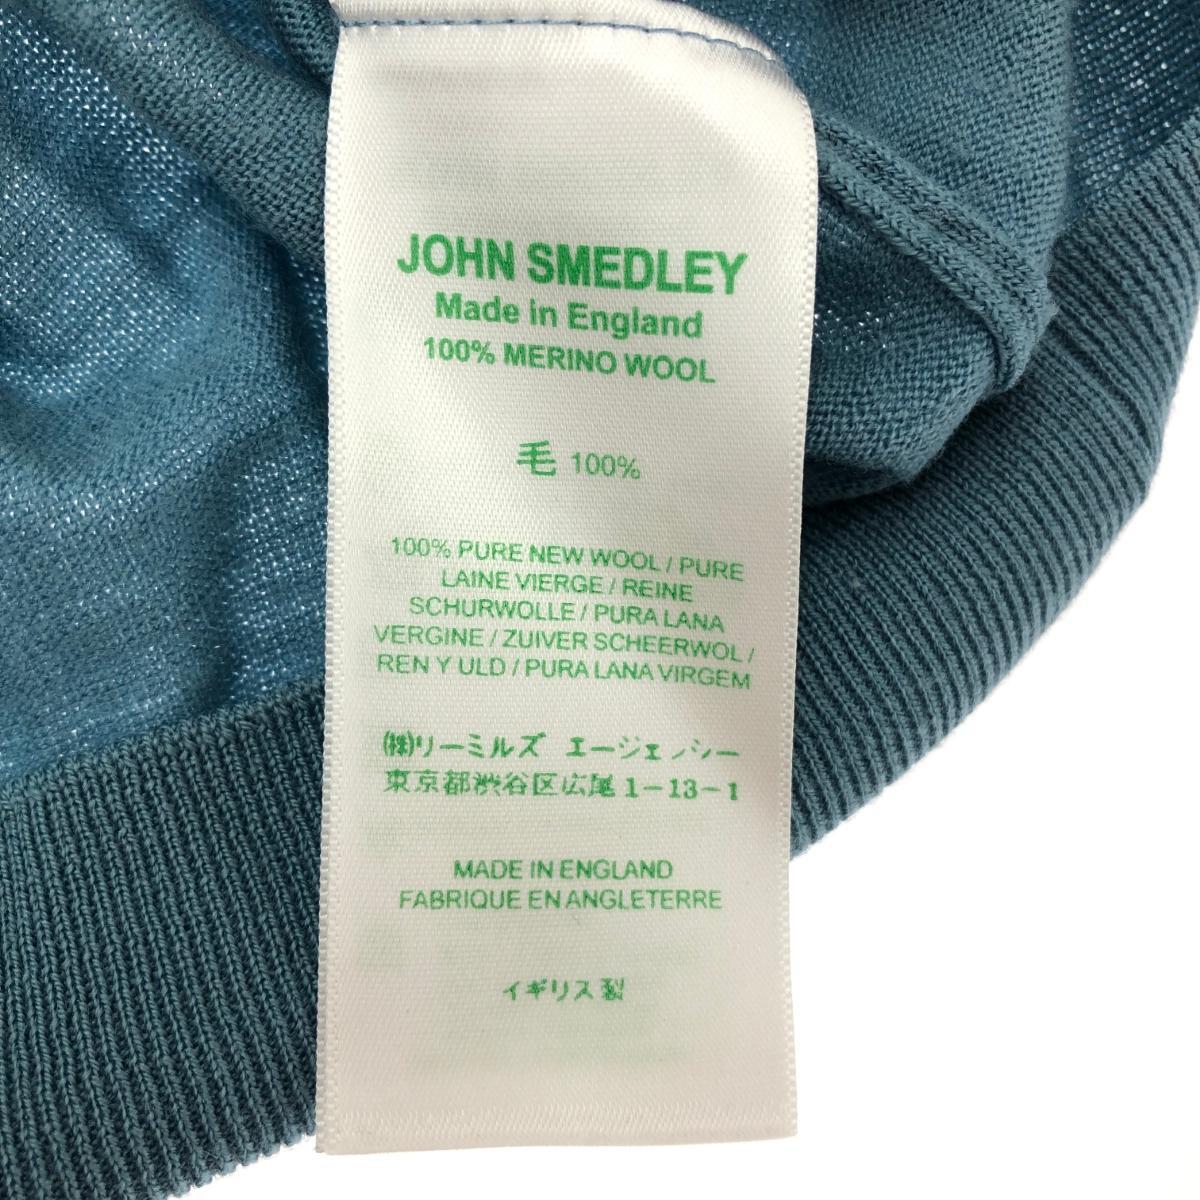 JOHN SMEDLEY
Made in England
100% MERINO WOOL
毛 100%
100% PURE NEW WOOL / PURE
LAINE VIERGE / REINE
SCHURWOLLE / PURA LANA
VERGINE / ZUIVER SCHEERWOL /
REN Y ULD / PURA LANA VIRGEM
(株)リーミルズ エージェンシー
東京都渋谷区広尾1-13-1
MADE IN ENGLAND
FABRIQUE EN ANGLETERRE
イギリス製